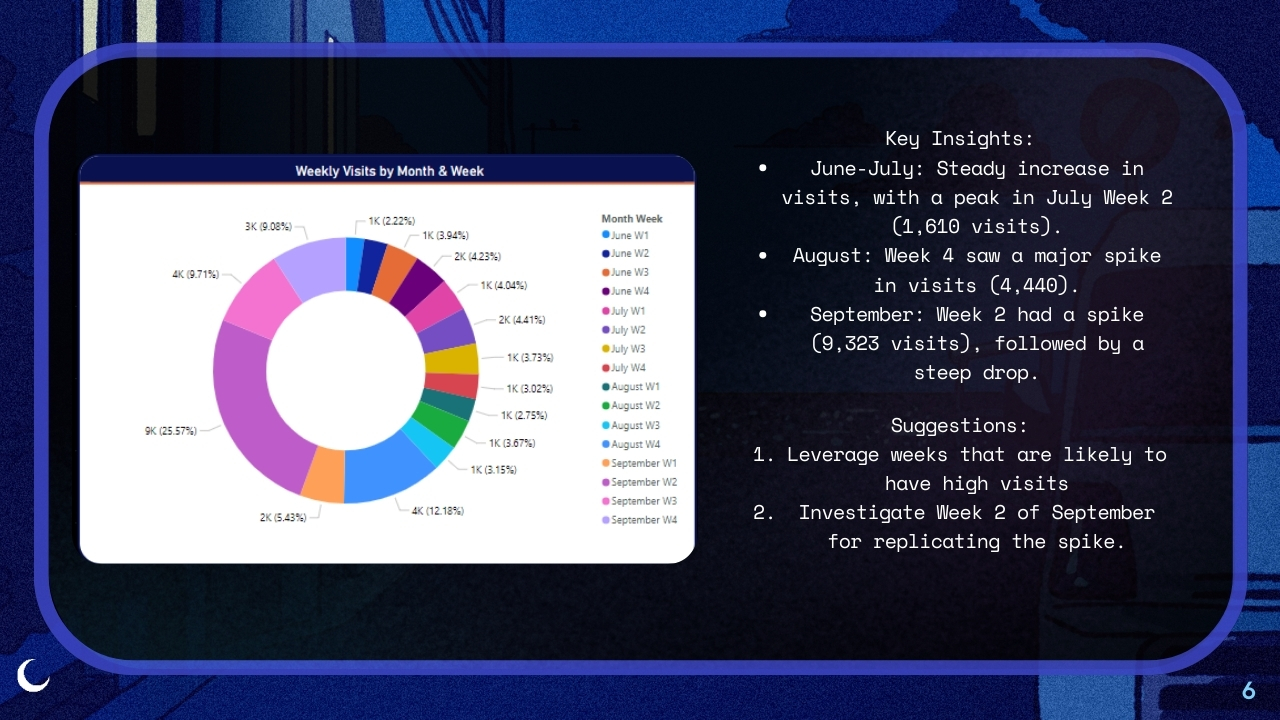 Weekly Visits by Month & Week
1K (2.22%)
1K (3.94%)
2K (4.23%)
1K (4.04%)
2K (4.41%)
1K (3.73%)
1K (3.02%)
1K (2.75%)
1K (3.67%)
1K (3.15%)
4K (12.18%)
2K (5.43%)
9K (25.57%)
4K (9.71%)
3K (9.08%)
Month Week
June W1
June W2
June W3
June W4
July W1
July W2
July W3
July W4
August W1
August W2
August W3
August W4
September W1
September W2
September W3
September W4
Key Insights:
• June-July: Steady increase in
visits, with a peak in July Week 2
(1,610 visits).
• August: Week 4 saw a major spike
in visits (4,440).
• September: Week 2 had a spike
(9,323 visits), followed by a
steep drop.
Suggestions:
1. Leverage weeks that are likely to
have high visits
2. Investigate Week 2 of September
for replicating the spike.
6